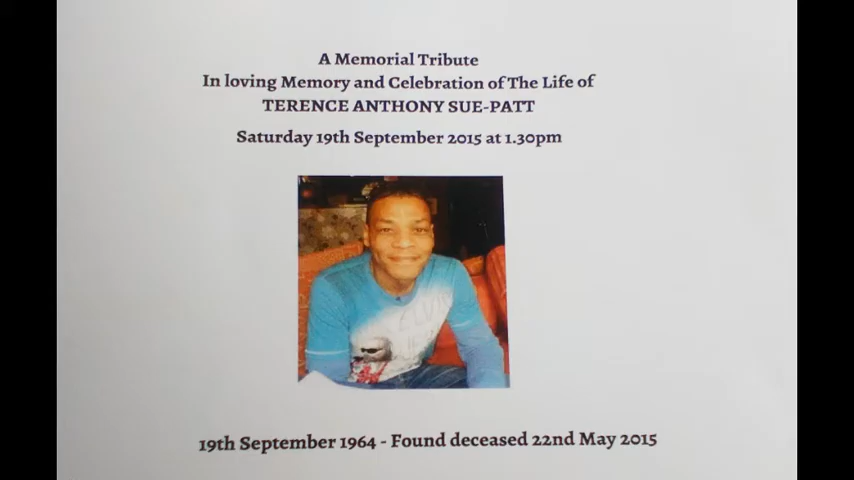 A Memorial Tribute
In loving Memory and Celebration of The Life of
TERENCE ANTHONY SUE-PATT
Saturday 19th September 2015 at 1.30pm
ELVIS
19th September 1964 - Found deceased 22nd May 2015